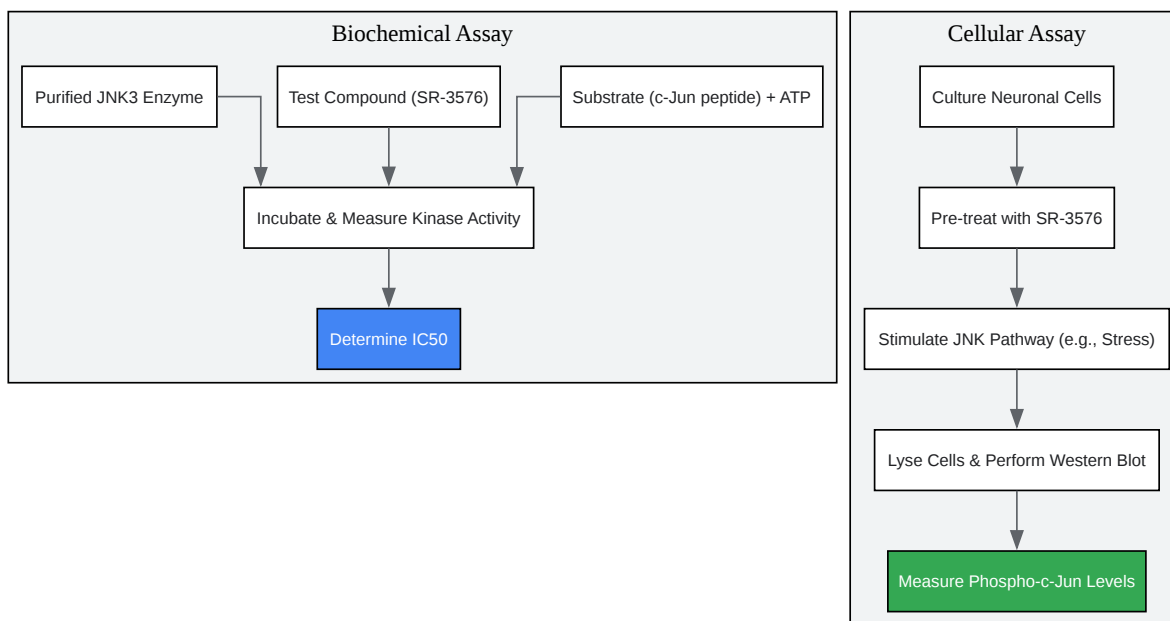 Biochemical Assay
Purified JNK3 Enzyme
Test Compound (SR-3576)
Substrate (c-Jun peptide) + ATP
Incubate & Measure Kinase Activity
Determine IC50
Cellular Assay
Culture Neuronal Cells
Pre-treat with SR-3576
Stimulate JNK Pathway (e.g., Stress)
Lyse Cells & Perform Western Blot
Measure Phospho-c-Jun Levels